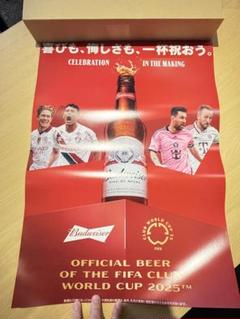 喜びも、悔しさも、一杯祝おう。
CELEBRATION IN THE MAKING
Budweiser
Budweiser
OFFICIAL BEER
OF THE FIFA CLUB
WORLD CUP 2025™